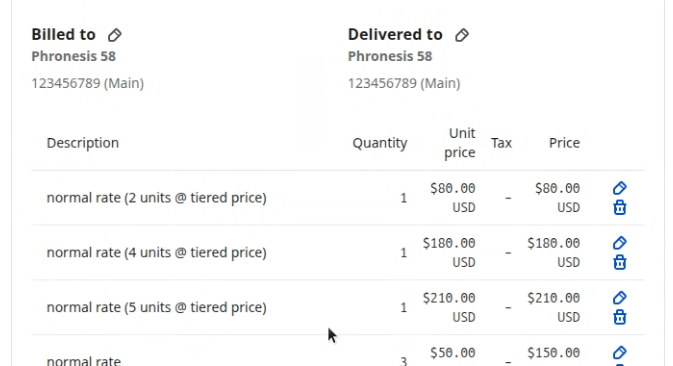 Billed to
Delivered to
Phronesis 58
Phronesis 58
123456789 (Main)
123456789 (Main)
Description Quantity Unit price Tax Price
normal rate (2 units @ tiered price) 1 $80.00 USD – $80.00 USD
normal rate (4 units @ tiered price) 1 $180.00 USD – $180.00 USD
normal rate (5 units @ tiered price) 1 $210.00 USD – $210.00 USD
normal rate 3 $50.00 – $150.00